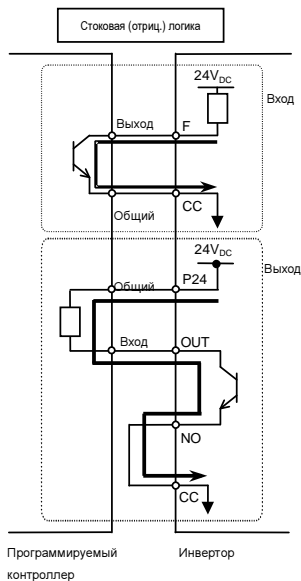 Стоковая (отриц.) логика
24V DC
Вход
Выход
F
Общий
CC
24V DC
Выход
Общий
P24
Вход
OUT
NO
CC
Программируемый
контроллер
Инвертор